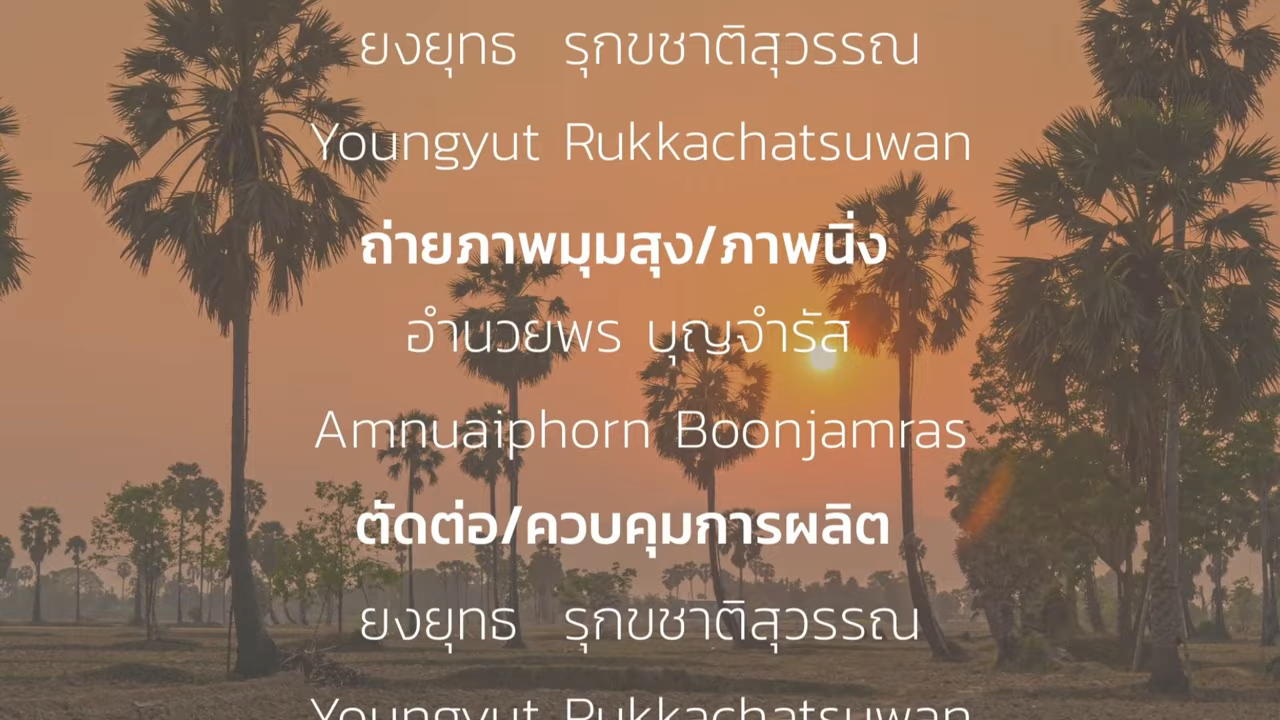 ยงยุทธ รุกขชาติสุวรรณ
Youngyut Rukkachatsuwan
ถ่ายภาพมุมสุง/ภาพนิ่ง
อำนวยพร บุญจำรัส
Amnuaiphorn Boonjamras
ตัดต่อ/ควบคุมการผลิต
ยงยุทธ รุกขชาติสุวรรณ
Youngyut Rukkachatsuwan